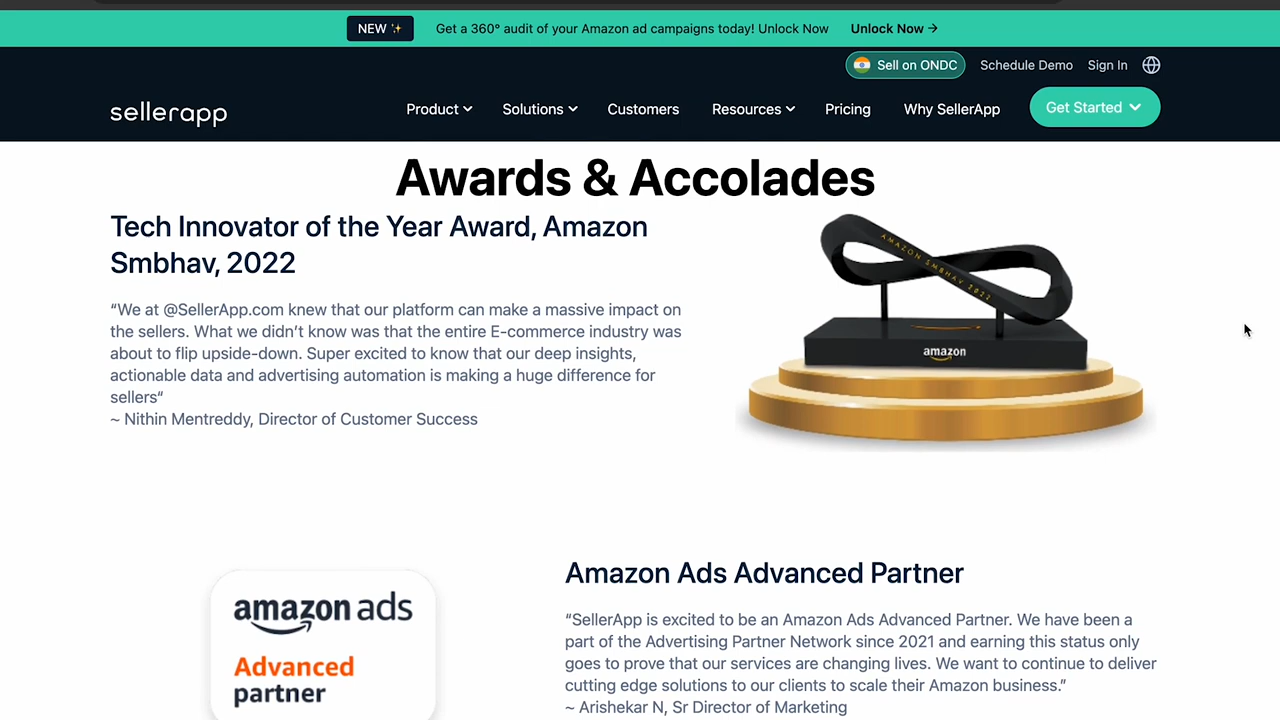 NEW ✨ Get a 360° audit of your Amazon ad campaigns today! Unlock Now Unlock Now →
Sell on ONDC Schedule Demo Sign In
sellerapp Product Solutions Customers Resources Pricing Why SellerApp Get Started
Awards & Accolades
Tech Innovator of the Year Award, Amazon
Smbhav, 2022
“We at @SellerApp.com knew that our platform can make a massive impact on
the sellers. What we didn’t know was that the entire E-commerce industry was
about to flip upside-down. Super excited to know that our deep insights,
actionable data and advertising automation is making a huge difference for
sellers“
~ Nithin Mentreddy, Director of Customer Success
AMAZON SMBHAV 2022
amazon
amazon ads
Advanced
partner
Amazon Ads Advanced Partner
“SellerApp is excited to be an Amazon Ads Advanced Partner. We have been a
part of the Advertising Partner Network since 2021 and earning this status only
goes to prove that our services are changing lives. We want to continue to deliver
cutting edge solutions to our clients to scale their Amazon business.”
~ Arishekar N, Sr Director of Marketing